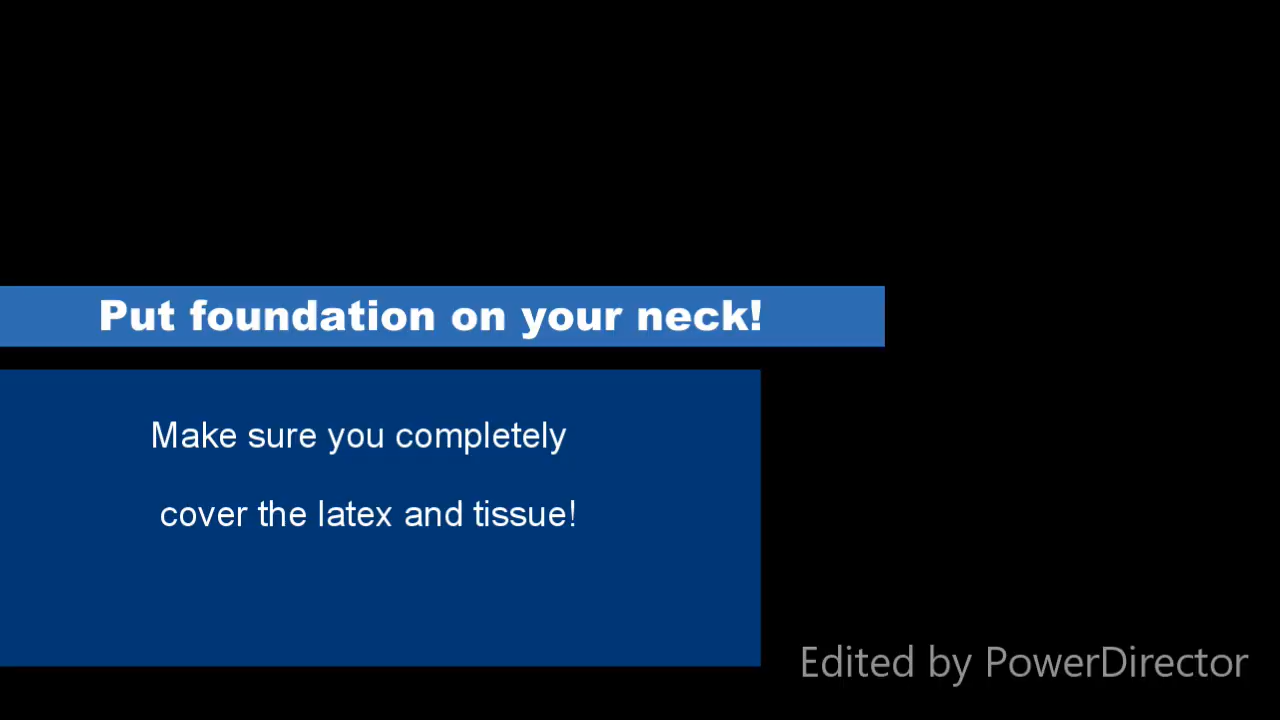 Put foundation on your neck!
Make sure you completely
cover the latex and tissue!
Edited by PowerDirector